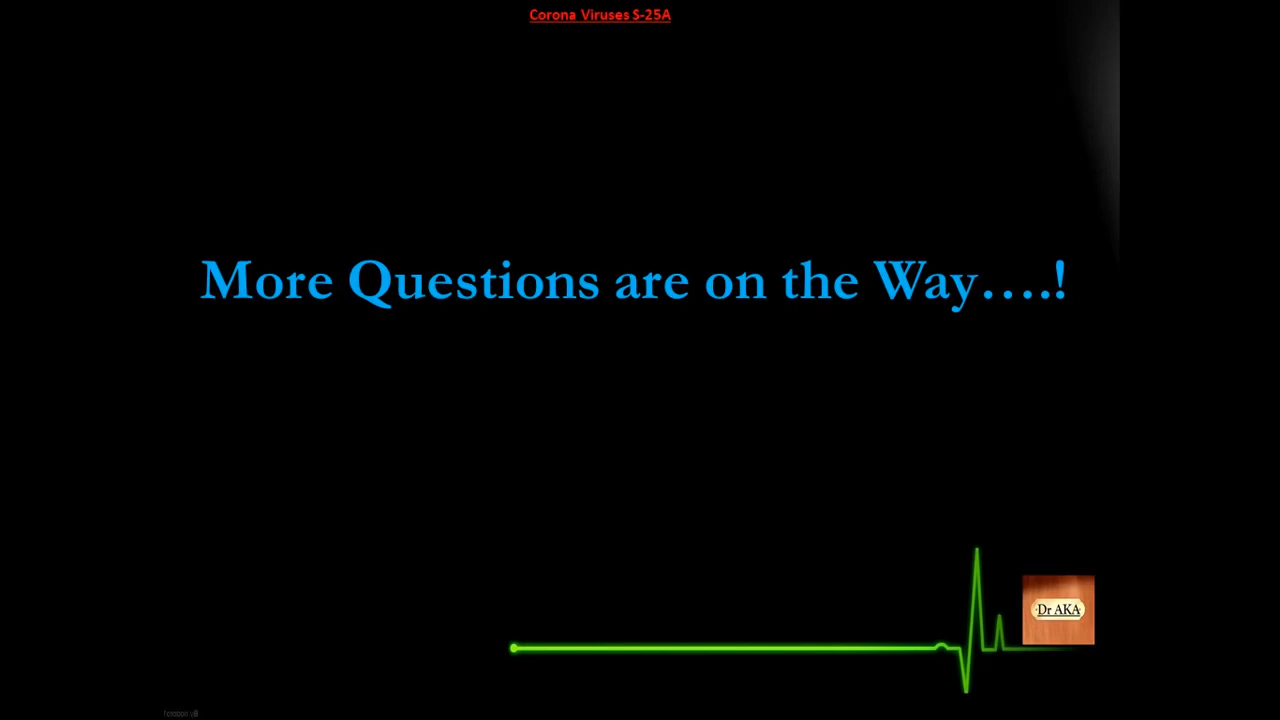 Corona Viruses S-25A
More Questions are on the Way….!
Dr AKA